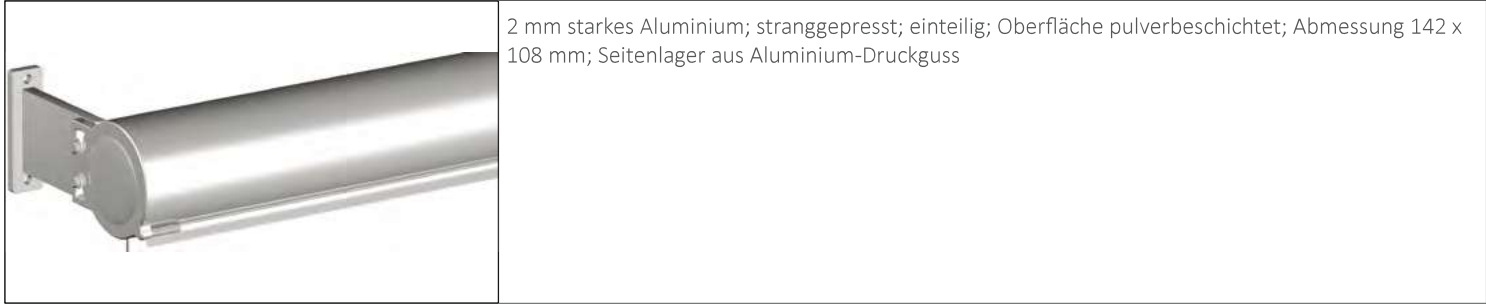 2 mm starkes Aluminium; stranggepresst; einteilig; Oberfläche pulverbeschichtet; Abmessung 142 x
108 mm; Seitenlager aus Aluminium-Druckguss